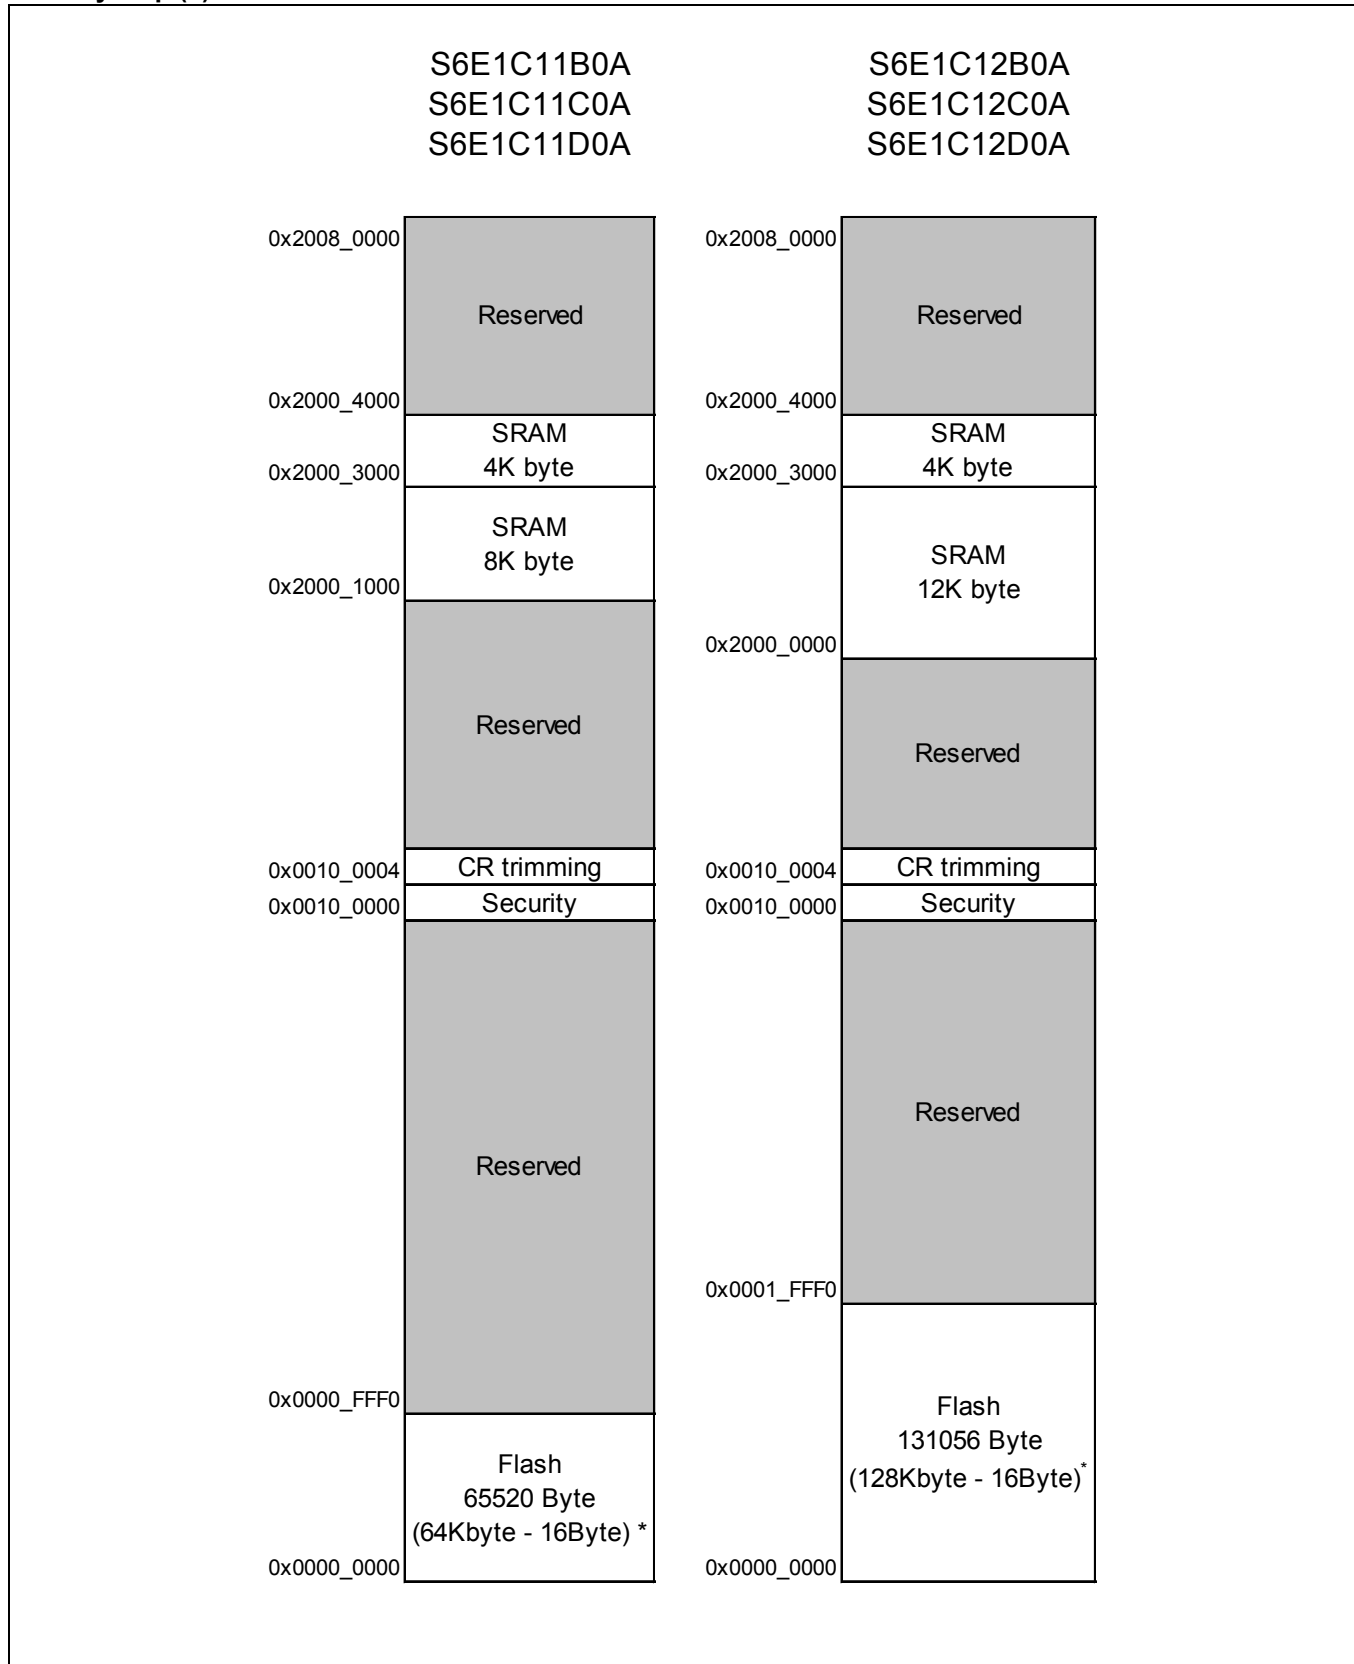 S6E1C11B0A
S6E1C11C0A
S6E1C11D0A
0x2008_0000
Reserved
0x2000_4000
SRAM
4K byte
0x2000_3000
SRAM
8K byte
0x2000_1000
Reserved
0x0010_0004
CR trimming
0x0010_0000
Security
Reserved
0x0000_FFF0
Flash
65520 Byte
(64Kbyte - 16Byte) *
0x0000_0000
S6E1C12B0A
S6E1C12C0A
S6E1C12D0A
0x2008_0000
Reserved
0x2000_4000
SRAM
4K byte
0x2000_3000
SRAM
12K byte
0x2000_0000
Reserved
0x0010_0004
CR trimming
0x0010_0000
Security
Reserved
0x0001_FFF0
Flash
131056 Byte
(128Kbyte - 16Byte)*
0x0000_0000